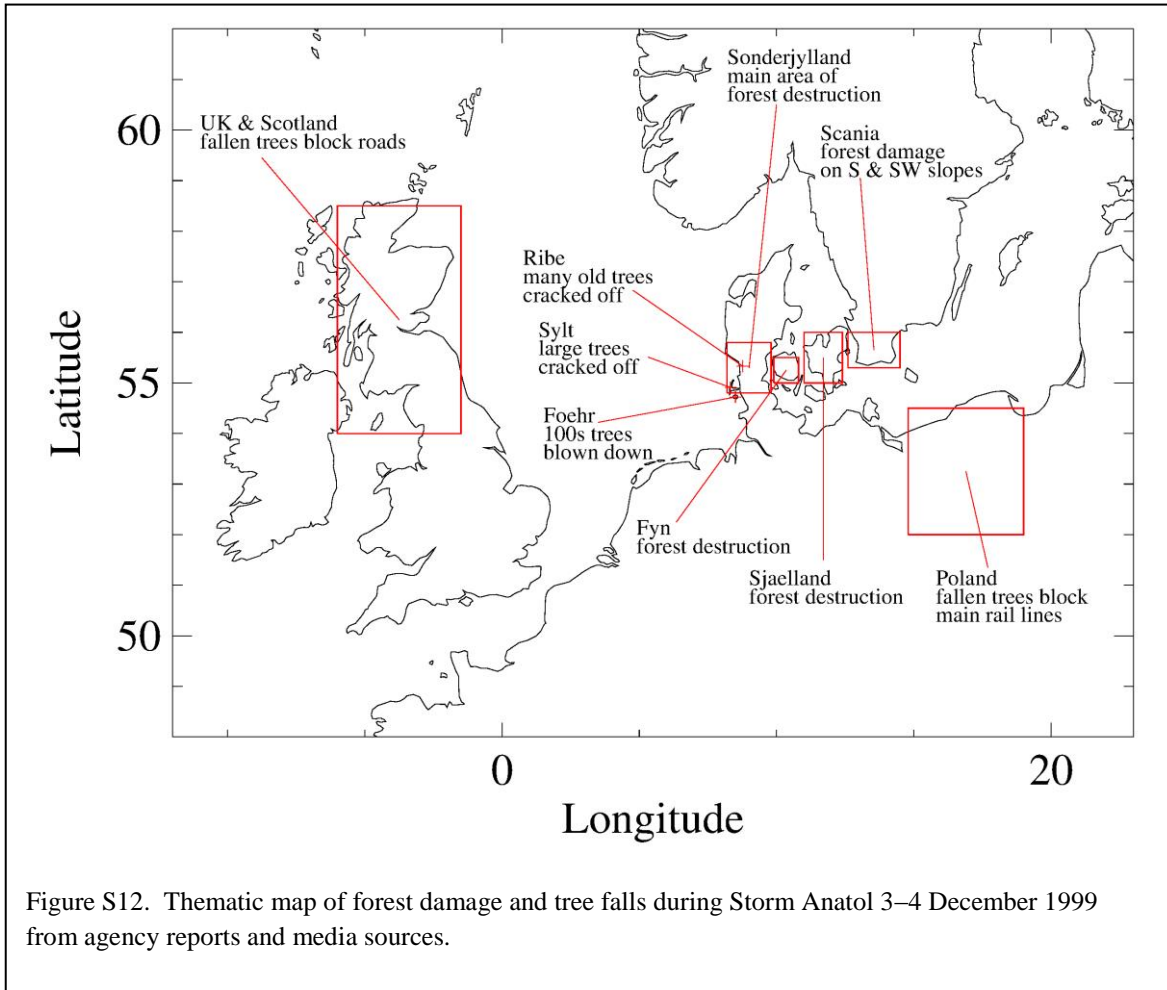 Sonderjylland
main area of
forest destruction
UK & Scotland
fallen trees block roads
Scania
forest damage
on S & SW slopes
Ribe
many old trees
cracked off
Sylt
large trees
cracked off
Foehr
100s trees
blown down
Fyn
forest destruction
Sjaelland
forest destruction
Poland
fallen trees block
main rail lines
60
55
50
Latitude
0
20
Longitude
Figure S12. Thematic map of forest damage and tree falls during Storm Anatol 3–4 December 1999
from agency reports and media sources.